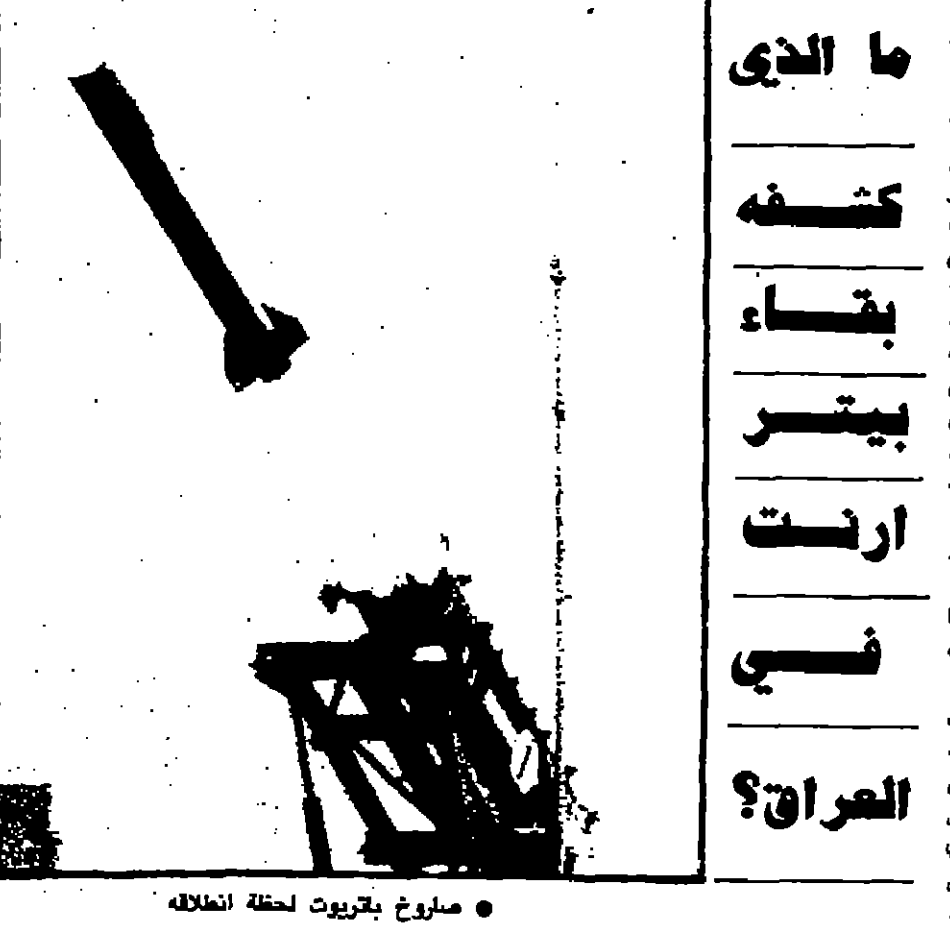 ما الذي
كشفه
بقاء
بيتر
ارنت
في
العراق؟
● صاروخ باتريوت لحظة انطلاقه